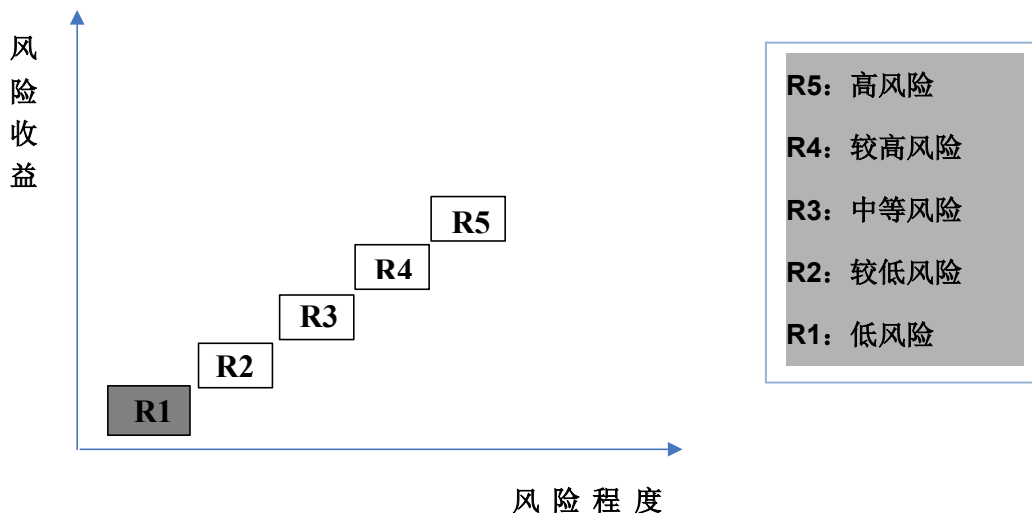 风
险
收
益
R5
R4
R3
R2
R1
风 险 程 度
R5：高风险
R4：较高风险
R3：中等风险
R2：较低风险
R1：低风险